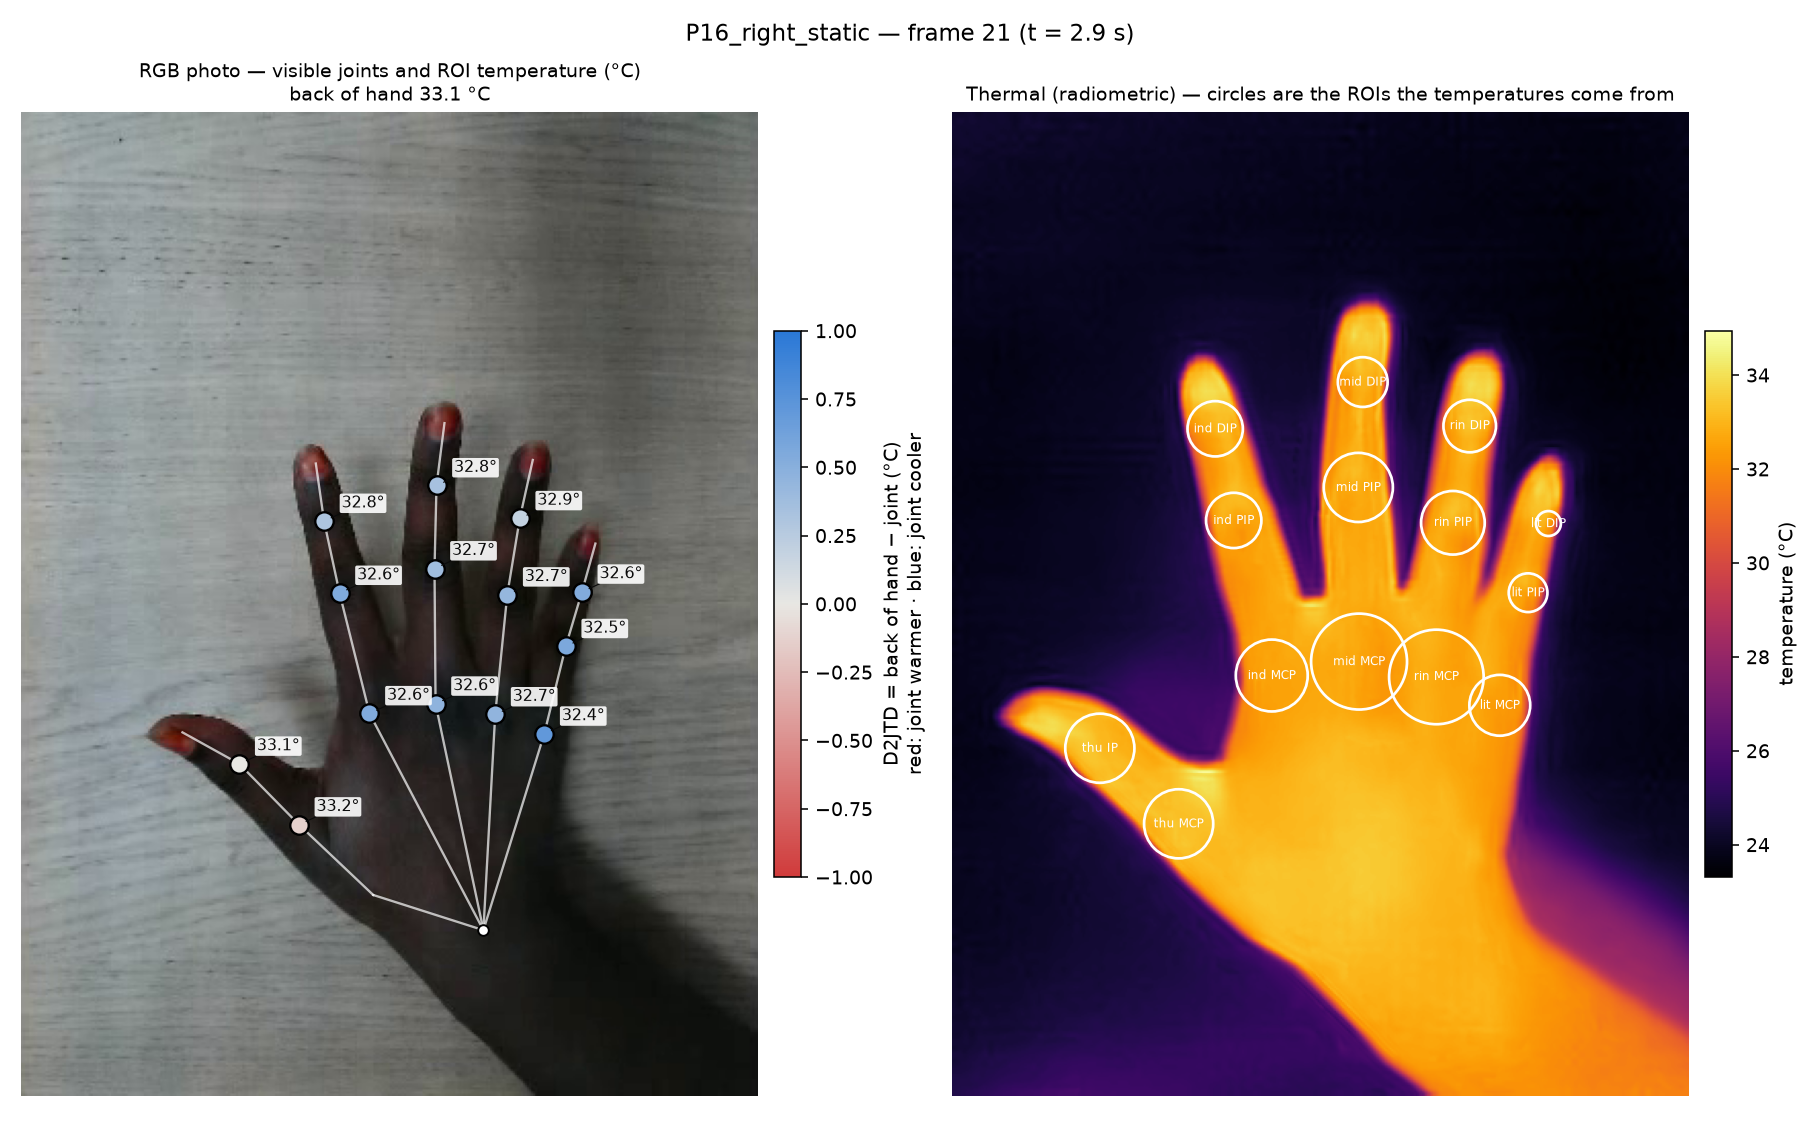 P16_right_static — frame 21 (t = 2.9 s)
RGB photo — visible joints and ROI temperature (°C)
back of hand 33.1 °C
32.8°
32.8°
32.9°
32.7°
32.6°
32.7°
32.6°
32.5°
32.6°
32.6°
32.7°
32.4°
33.1°
33.2°
1.00
0.75
0.50
0.25
0.00
−0.25
−0.50
−0.75
−1.00
D2JTD = back of hand − joint (°C)
red: joint warmer · blue: joint cooler
Thermal (radiometric) — circles are the ROIs the temperatures come from
mid DIP
ind DIP
rin DIP
mid PIP
ind PIP
rin PIP
lit DIP
lit PIP
mid MCP
ind MCP
rin MCP
lit MCP
thu IP
thu MCP
34
32
30
28
26
24
temperature (°C)